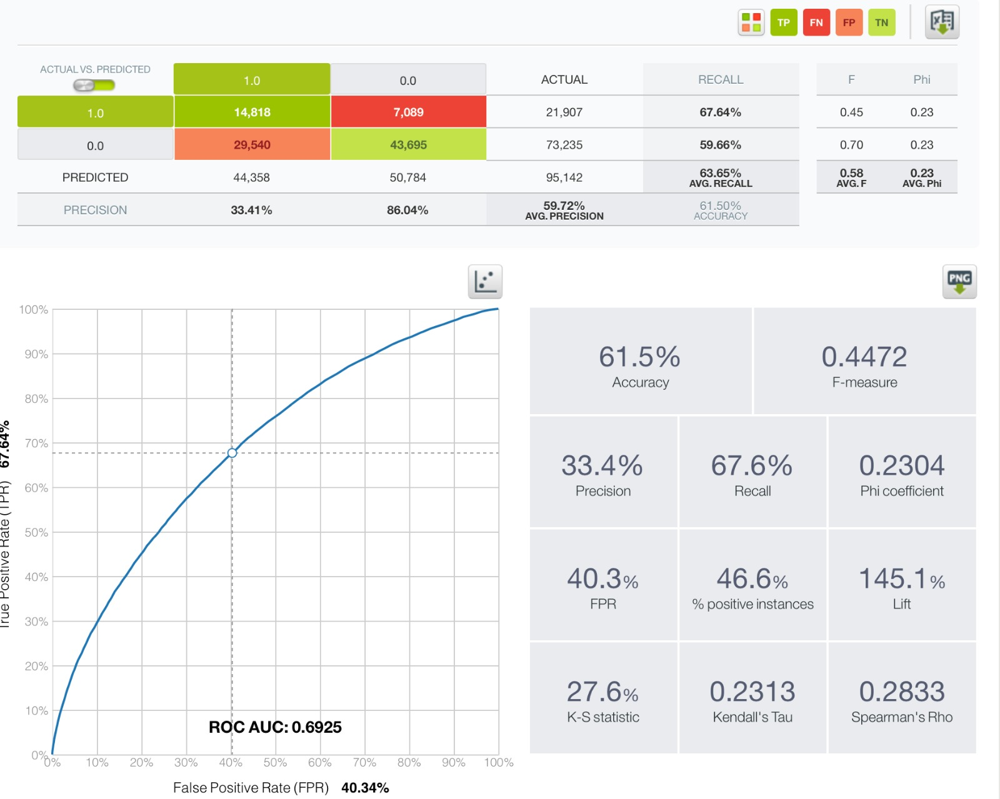 TP FN FP TN
ACTUAL VS. PREDICTED 1.0 0.0 ACTUAL RECALL F Phi
1.0 14,818 7,089 21,907 67.64% 0.45 0.23
0.0 29,540 43,695 73,235 59.66% 0.70 0.23
PREDICTED 44,358 50,784 95,142 63.65% 0.58 0.23
AVG. RECALL AVG. F AVG. Phi
PRECISION 33.41% 86.04% 59.72% 61.50%
AVG. PRECISION ACCURACY
PNG
100%
90%
80%
70%
60%
50%
40%
30%
20%
10%
0%
True Positive Rate (TPR) 67.64%
ROC AUC: 0.6925
0% 10% 20% 30% 40% 50% 60% 70% 80% 90% 100%
False Positive Rate (FPR) 40.34%
61.5% 0.4472
Accuracy F-measure
33.4% 67.6% 0.2304
Precision Recall Phi coefficient
40.3% 46.6% 145.1%
FPR % positive instances Lift
27.6% 0.2313 0.2833
K-S statistic Kendall's Tau Spearman's Rho